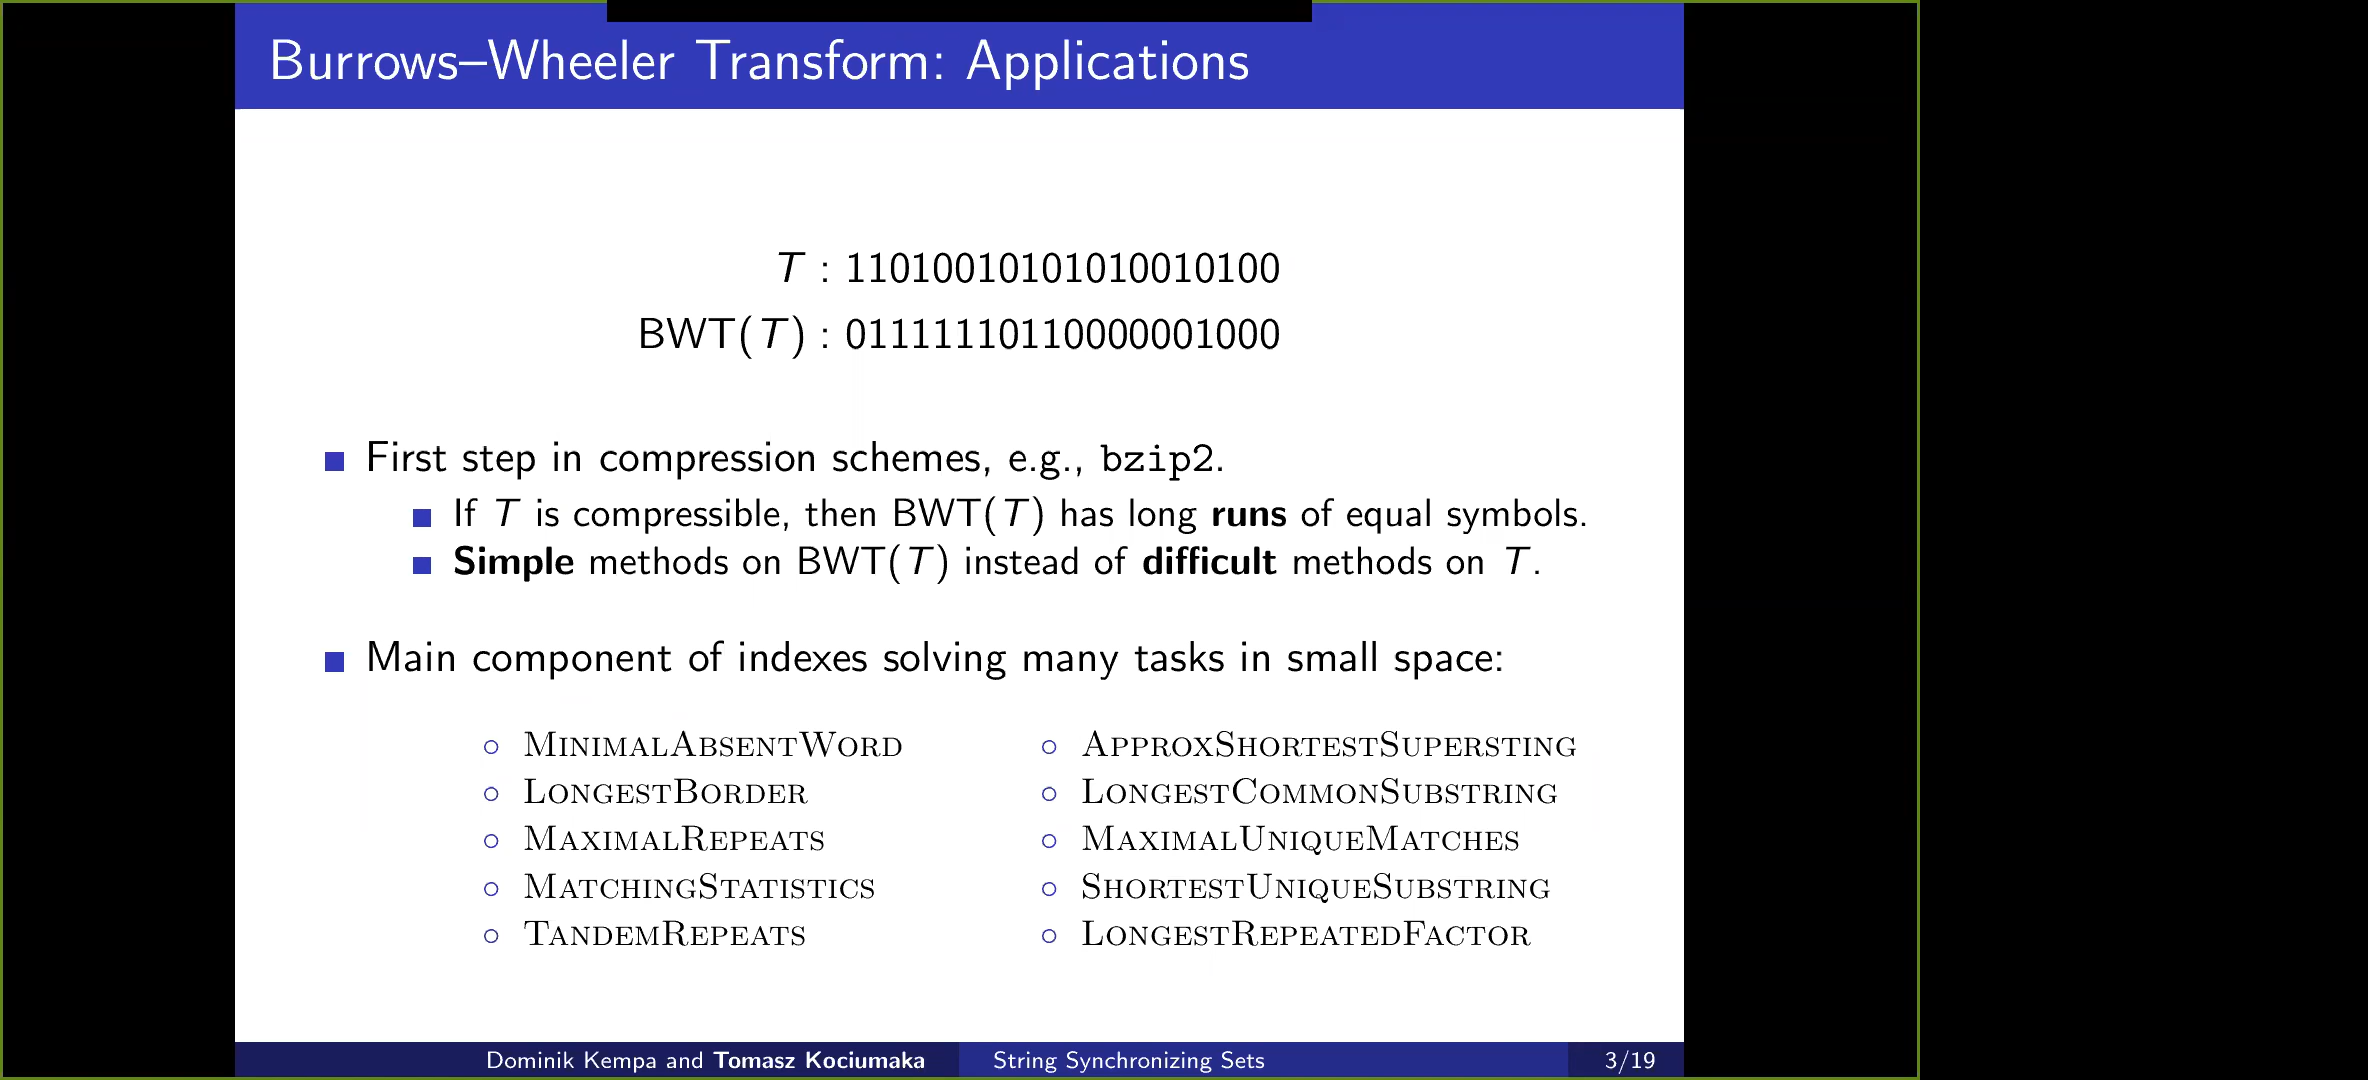 Burrows–Wheeler Transform: Applications
T : 11010010101010010100
BWT(T) : 01111110110000001000
First step in compression schemes, e.g., bzip2.
If T is compressible, then BWT(T) has long runs of equal symbols.
Simple methods on BWT(T) instead of difficult methods on T.
Main component of indexes solving many tasks in small space:
MinimalAbsentWord
LongestBorder
MaximalRepeats
MatchingStatistics
TandemRepeats
ApproxShortestSupersting
LongestCommonSubstring
MaximalUniqueMatches
ShortestUniqueSubstring
LongestRepeatedFactor
Dominik Kempa and Tomasz Kociumaka
String Synchronizing Sets
3/19